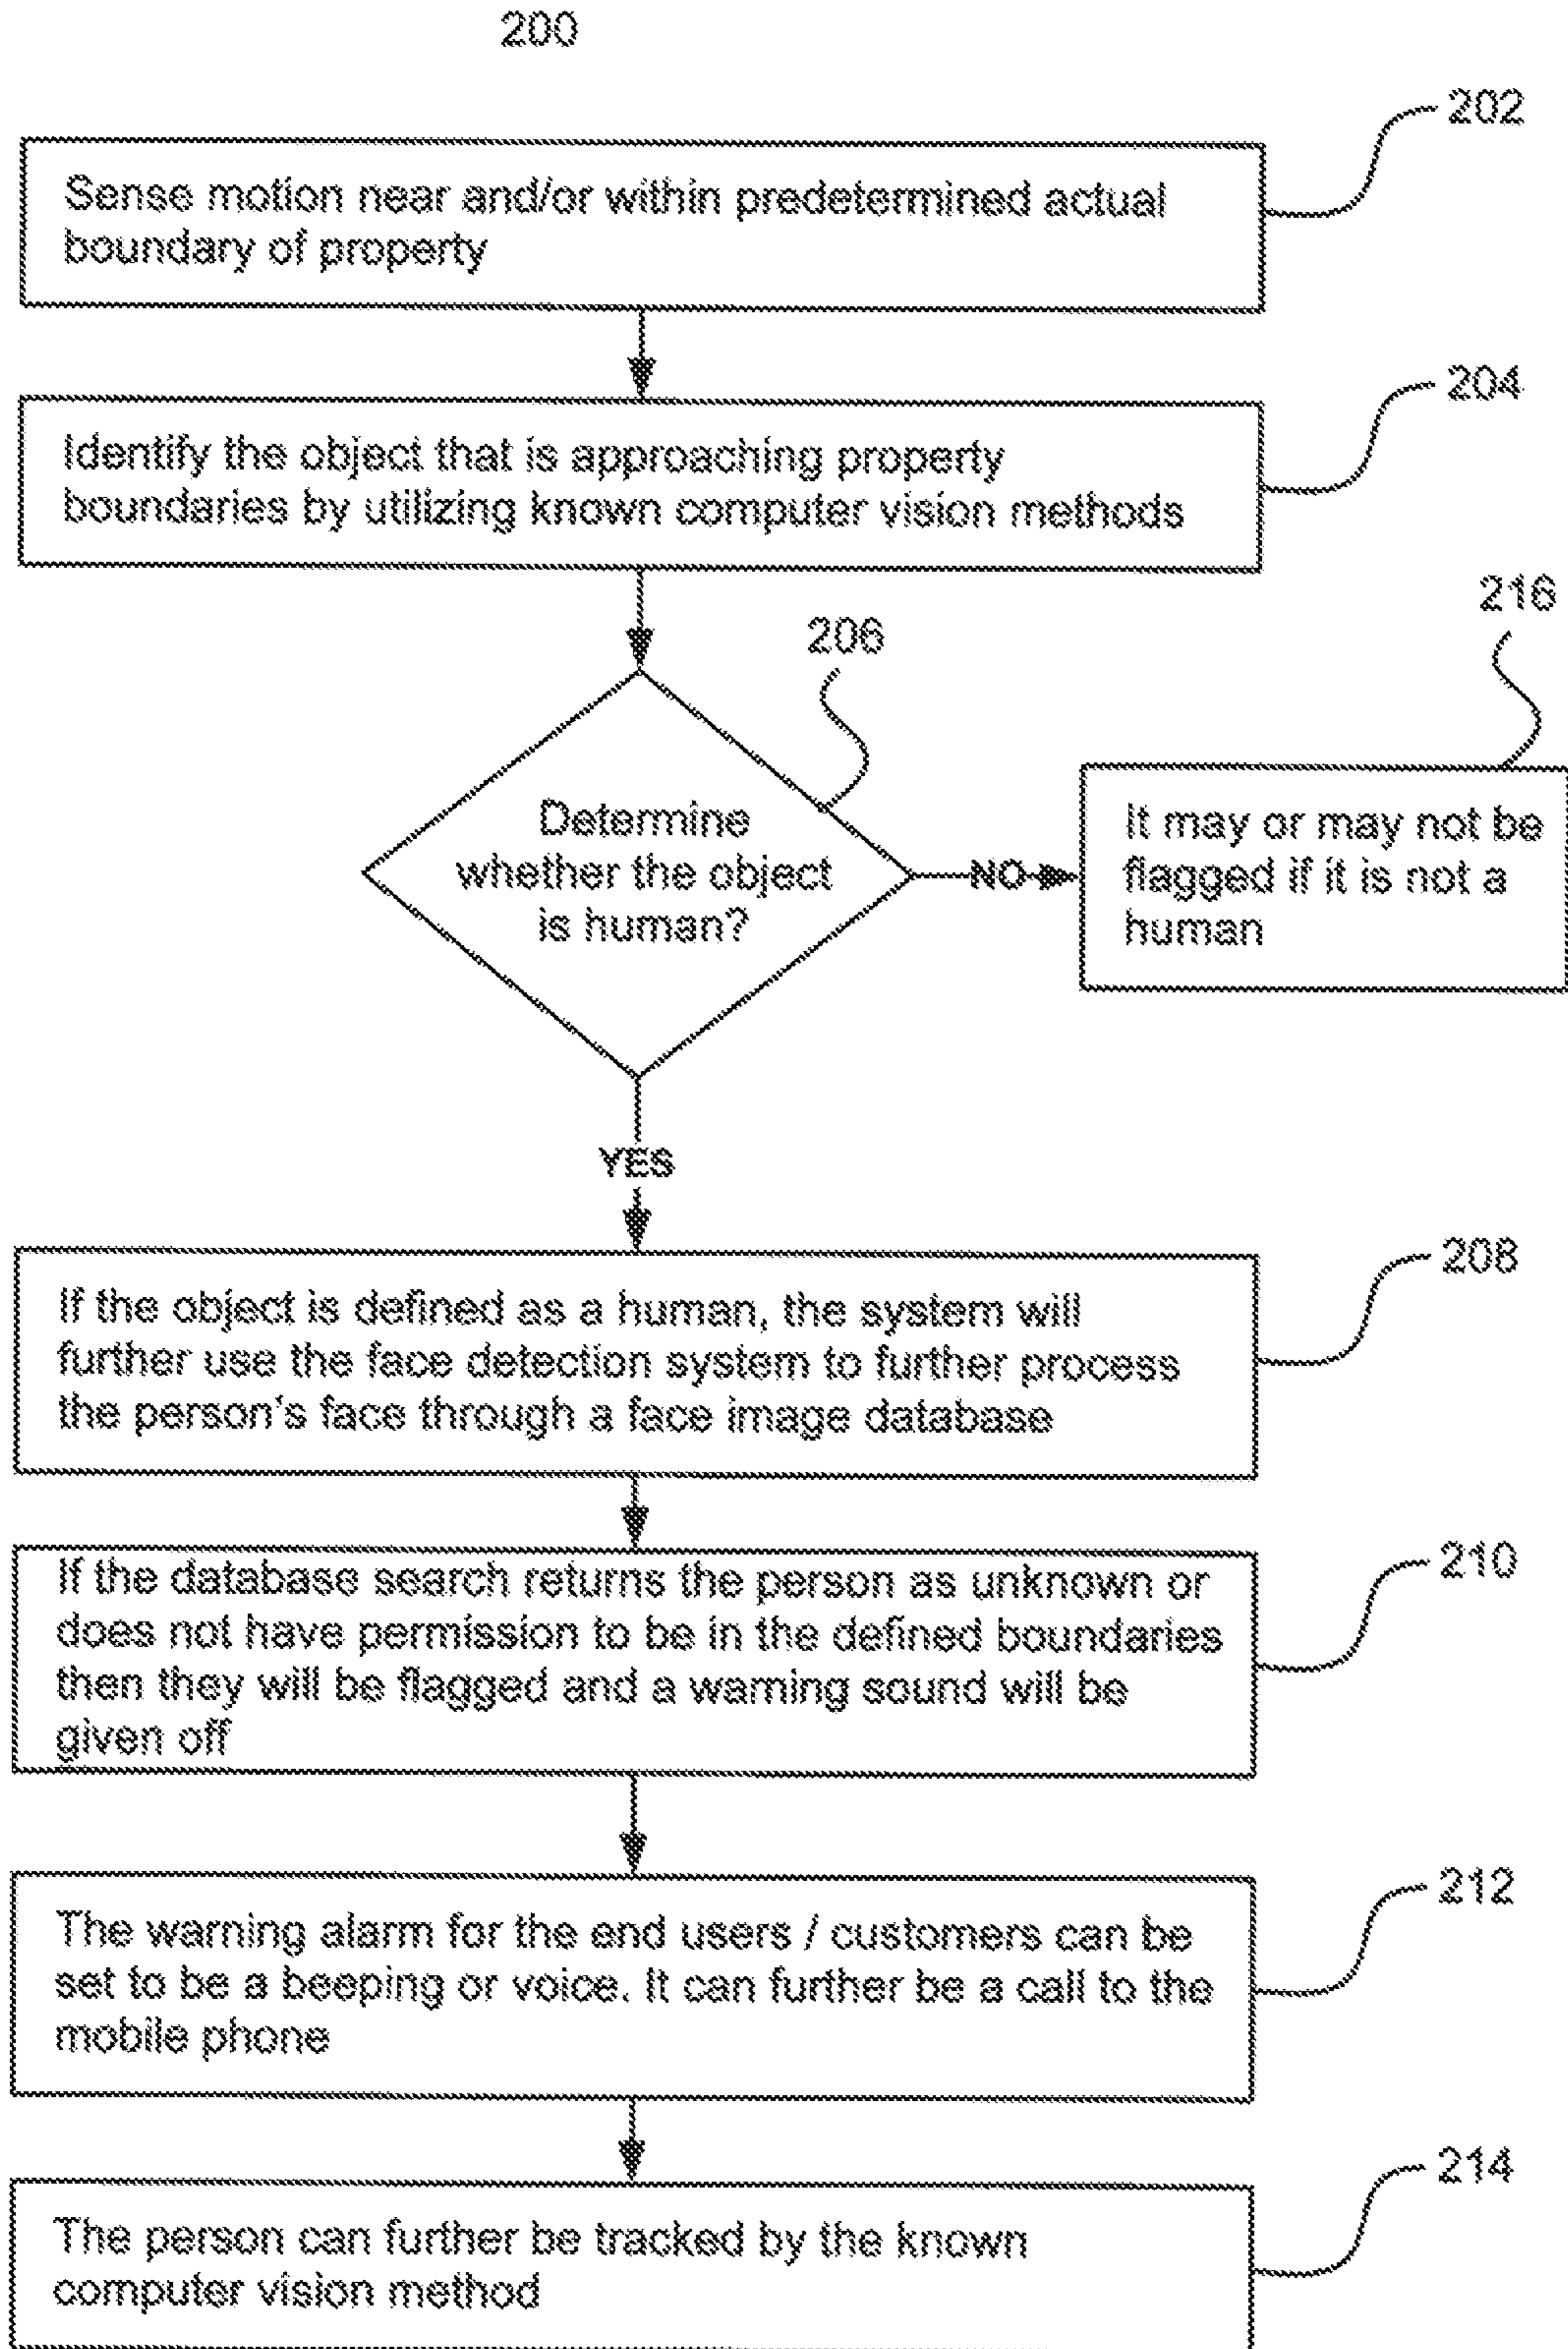 200
202
Sense motion near and/or within predetermined actual
boundary of property
204
Identify the object that is approaching property
boundaries by utilizing known computer vision methods
206
216
Determine
whether the object
is human?
NO
It may or may not be
flagged if it is not a
human
YES
208
If the object is defined as a human, the system will
further use the face detection system to further process
the person's face through a face image database
210
If the database search returns the person as unknown or
does not have permission to be in the defined boundaries
then they will be flagged and a warning sound will be
given off
212
The warning alarm for the end users / customers can be
set to be a beeping or voice. It can further be a call to the
mobile phone
214
The person can further be tracked by the known
computer vision method